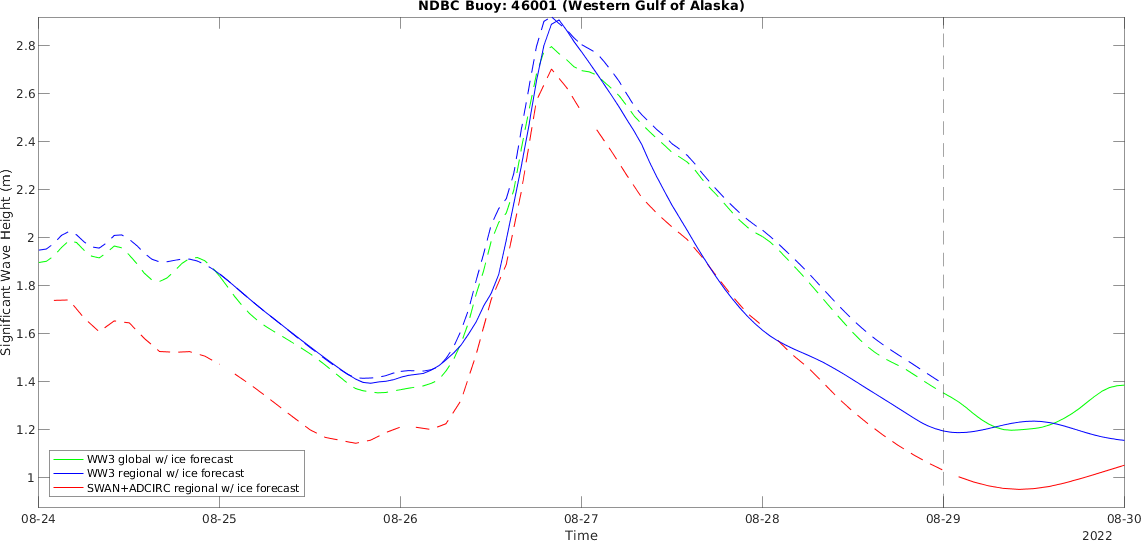 NDBC Buoy: 46001 (Western Gulf of Alaska)
Significant Wave Height (m)
2.8
2.6
2.4
2.2
2
1.8
1.6
1.4
1.2
1
WW3 global w/ ice forecast
WW3 regional w/ ice forecast
SWAN+ADCIRC regional w/ ice forecast
08-24 08-25 08-26 08-27 08-28 08-29 08-30
Time
2022